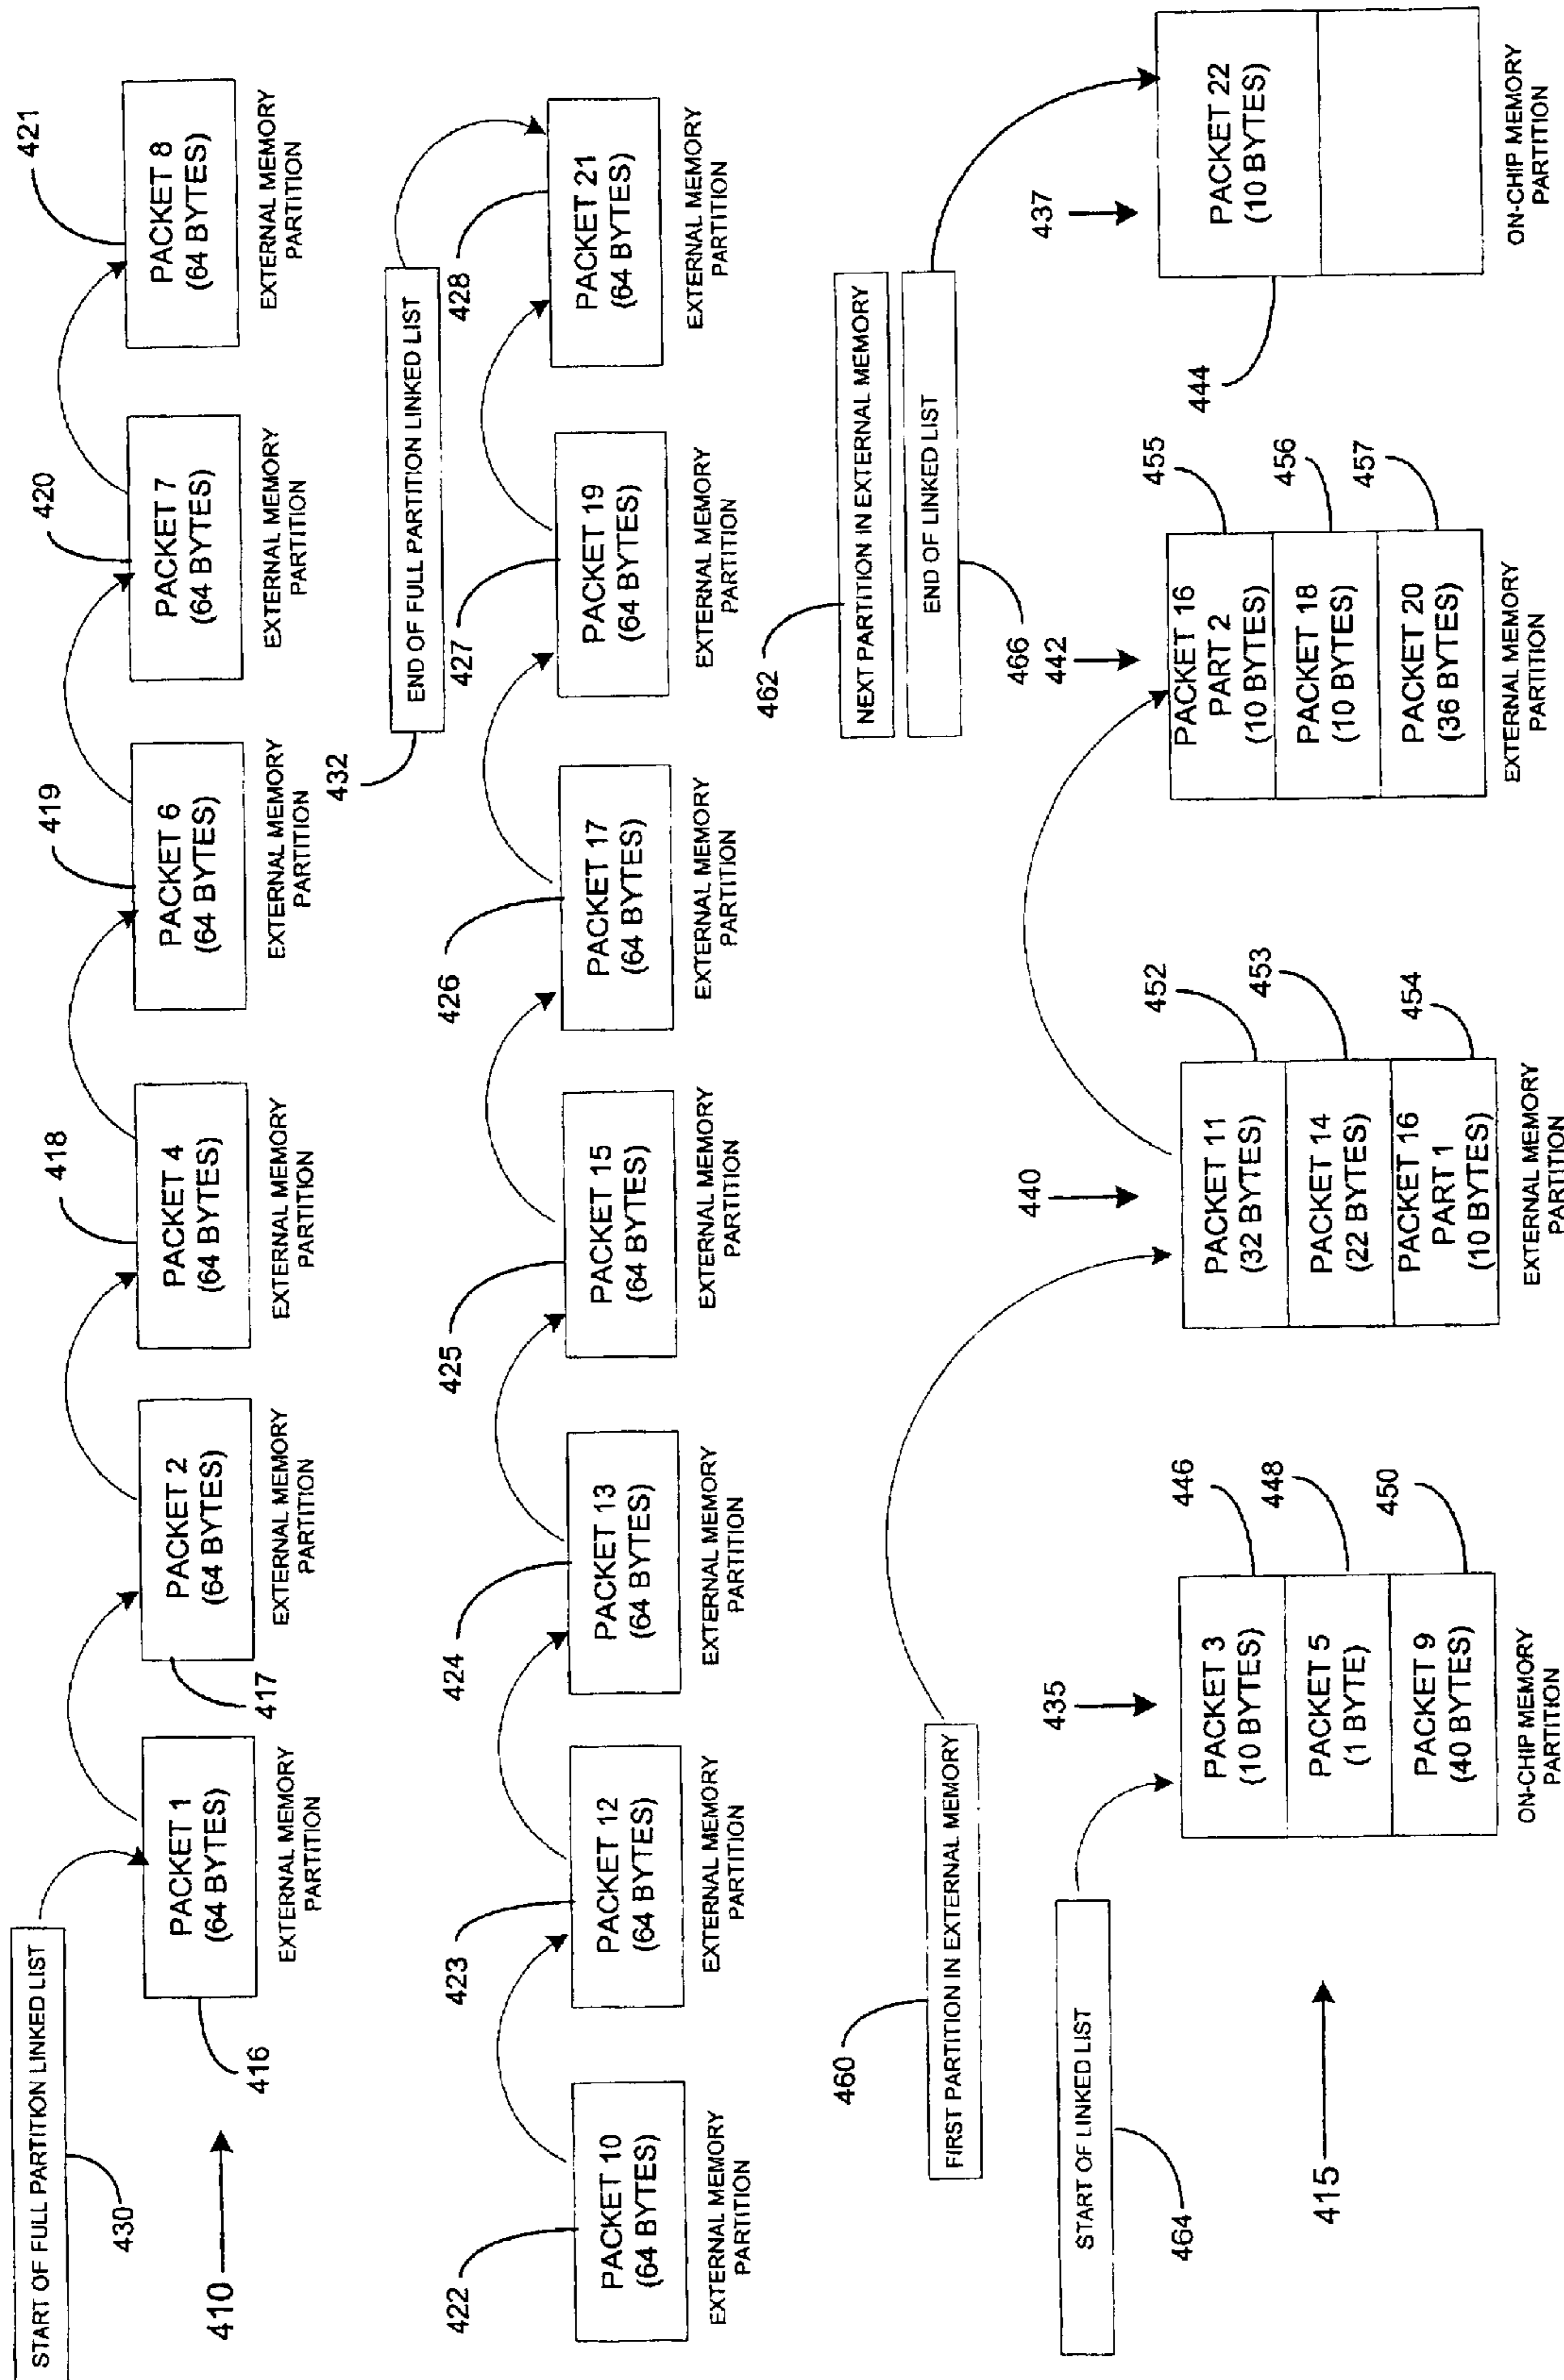 START OF FULL PARTITION LINKED LIST
430
410
416
PACKET 1
(64 BYTES)
EXTERNAL MEMORY
PARTITION
417
PACKET 2
(64 BYTES)
EXTERNAL MEMORY
PARTITION
418
PACKET 4
(64 BYTES)
EXTERNAL MEMORY
PARTITION
419
PACKET 6
(64 BYTES)
EXTERNAL MEMORY
PARTITION
420
PACKET 7
(64 BYTES)
EXTERNAL MEMORY
PARTITION
421
PACKET 8
(64 BYTES)
EXTERNAL MEMORY
PARTITION
422
PACKET 10
(64 BYTES)
EXTERNAL MEMORY
PARTITION
423
PACKET 12
(64 BYTES)
EXTERNAL MEMORY
PARTITION
424
PACKET 13
(64 BYTES)
EXTERNAL MEMORY
PARTITION
425
PACKET 15
(64 BYTES)
EXTERNAL MEMORY
PARTITION
426
PACKET 17
(64 BYTES)
EXTERNAL MEMORY
PARTITION
432
END OF FULL PARTITION LINKED LIST
427
PACKET 19
(64 BYTES)
EXTERNAL MEMORY
PARTITION
428
PACKET 21
(64 BYTES)
EXTERNAL MEMORY
PARTITION
460
FIRST PARTITION IN EXTERNAL MEMORY
START OF LINKED LIST
464
415
435
PACKET 3
(10 BYTES)
446
PACKET 5
(1 BYTE)
448
PACKET 9
(40 BYTES)
450
ON-CHIP MEMORY
PARTITION
440
PACKET 11
(32 BYTES)
452
PACKET 14
(22 BYTES)
453
PACKET 16
PART 1
(10 BYTES)
454
EXTERNAL MEMORY
PARTITION
462
NEXT PARTITION IN EXTERNAL MEMORY
END OF LINKED LIST
466
442
PACKET 16
PART 2
(10 BYTES)
455
PACKET 18
(10 BYTES)
456
PACKET 20
(36 BYTES)
457
EXTERNAL MEMORY
PARTITION
437
PACKET 22
(10 BYTES)
444
ON-CHIP MEMORY
PARTITION